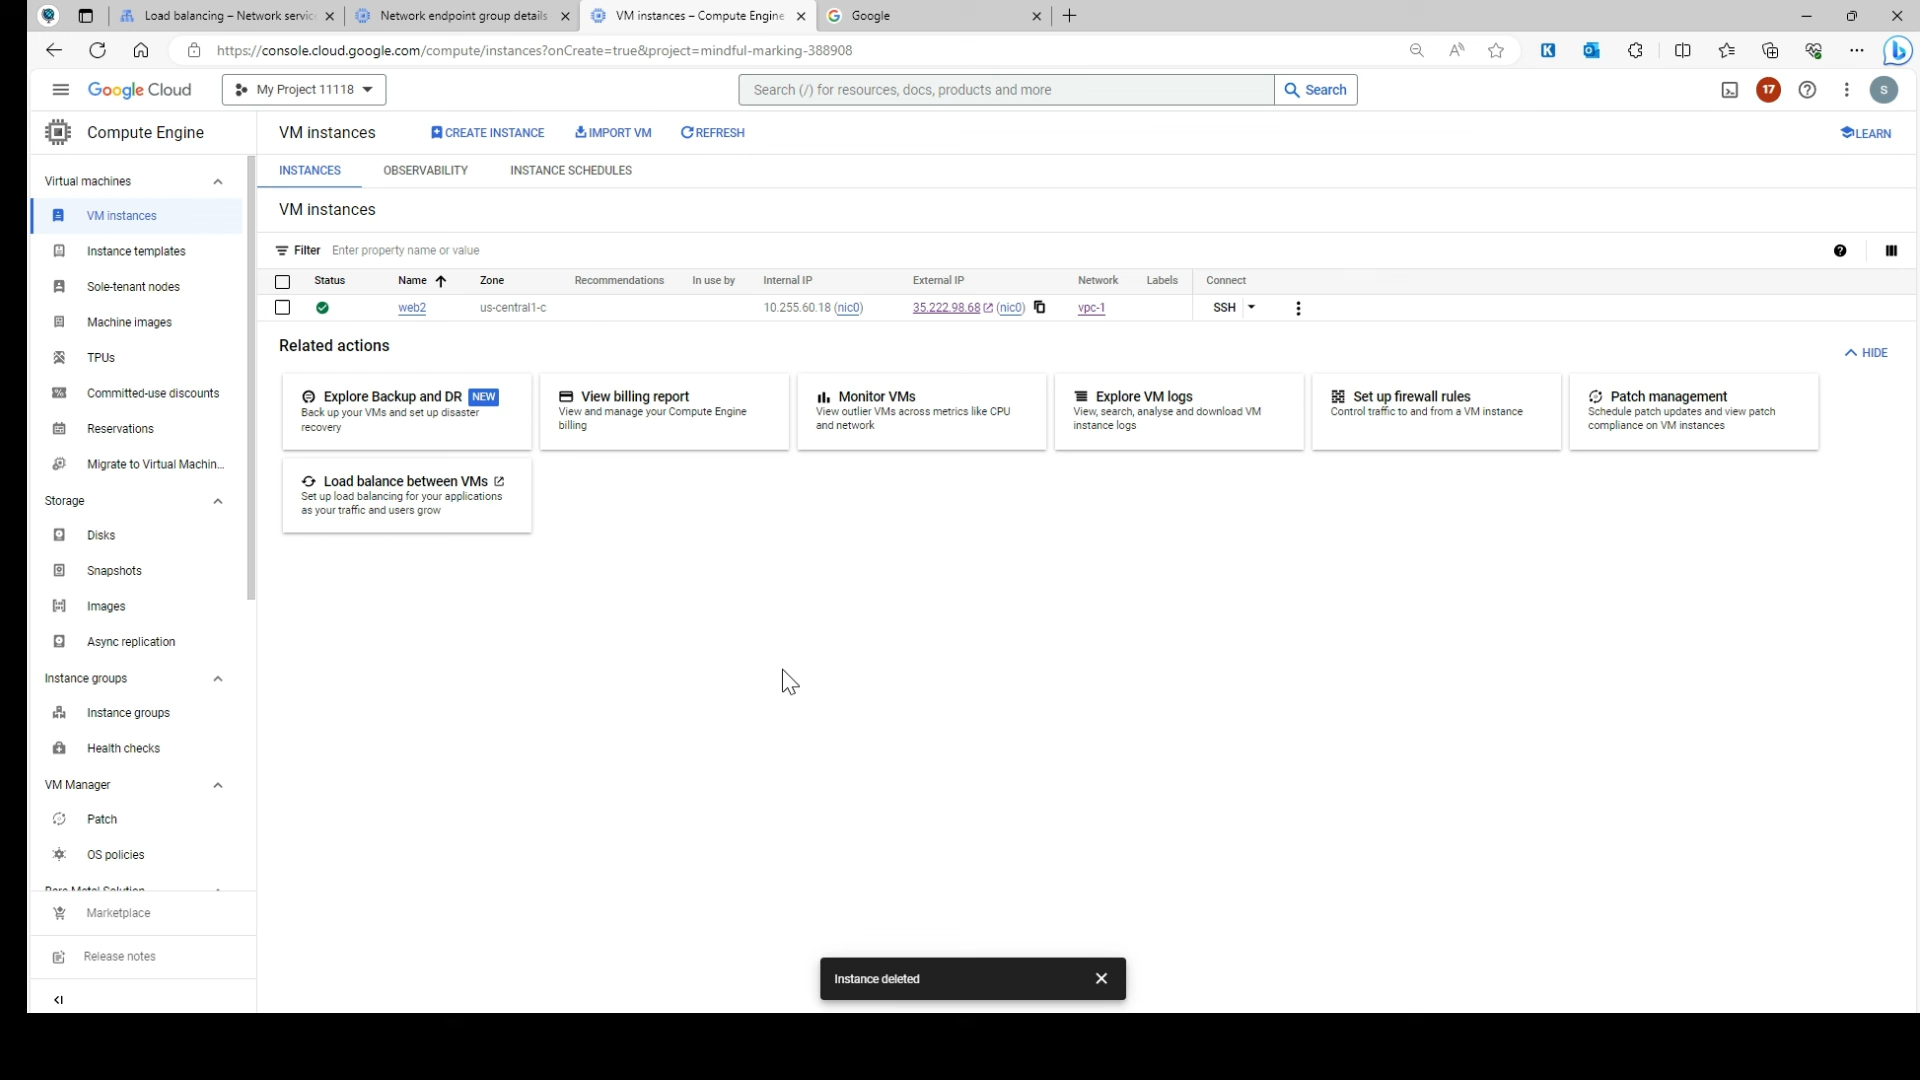 Load balancing – Network servic
Network endpoint group details
VM instances – Compute Engine
Google
https://console.cloud.google.com/compute/instances?onCreate=true&project=mindful-marking-388908
Google Cloud
My Project 11118
Search (/) for resources, docs, products and more
Search
17
S
Compute Engine
VM instances
CREATE INSTANCE
IMPORT VM
REFRESH
LEARN
Virtual machines
VM instances
Instance templates
Sole-tenant nodes
Machine images
TPUs
Committed-use discounts
Reservations
Migrate to Virtual Machin...
Storage
Disks
Snapshots
Images
Async replication
Instance groups
Instance groups
Health checks
VM Manager
Patch
OS policies
Bare Metal Solution
Marketplace
Release notes
INSTANCES
OBSERVABILITY
INSTANCE SCHEDULES
VM instances
Filter Enter property name or value
Status Name Zone Recommendations In use by Internal IP External IP Network Labels Connect
web2 us-central1-c 10.255.60.18 (nic0) 35.222.98.68 (nic0) vpc-1 SSH
Related actions
HIDE
Explore Backup and DR NEW
Back up your VMs and set up disaster
recovery
View billing report
View and manage your Compute Engine
billing
Monitor VMs
View outlier VMs across metrics like CPU
and network
Explore VM logs
View, search, analyse and download VM
instance logs
Set up firewall rules
Control traffic to and from a VM instance
Patch management
Schedule patch updates and view patch
compliance on VM instances
Load balance between VMs
Set up load balancing for your applications
as your traffic and users grow
Instance deleted